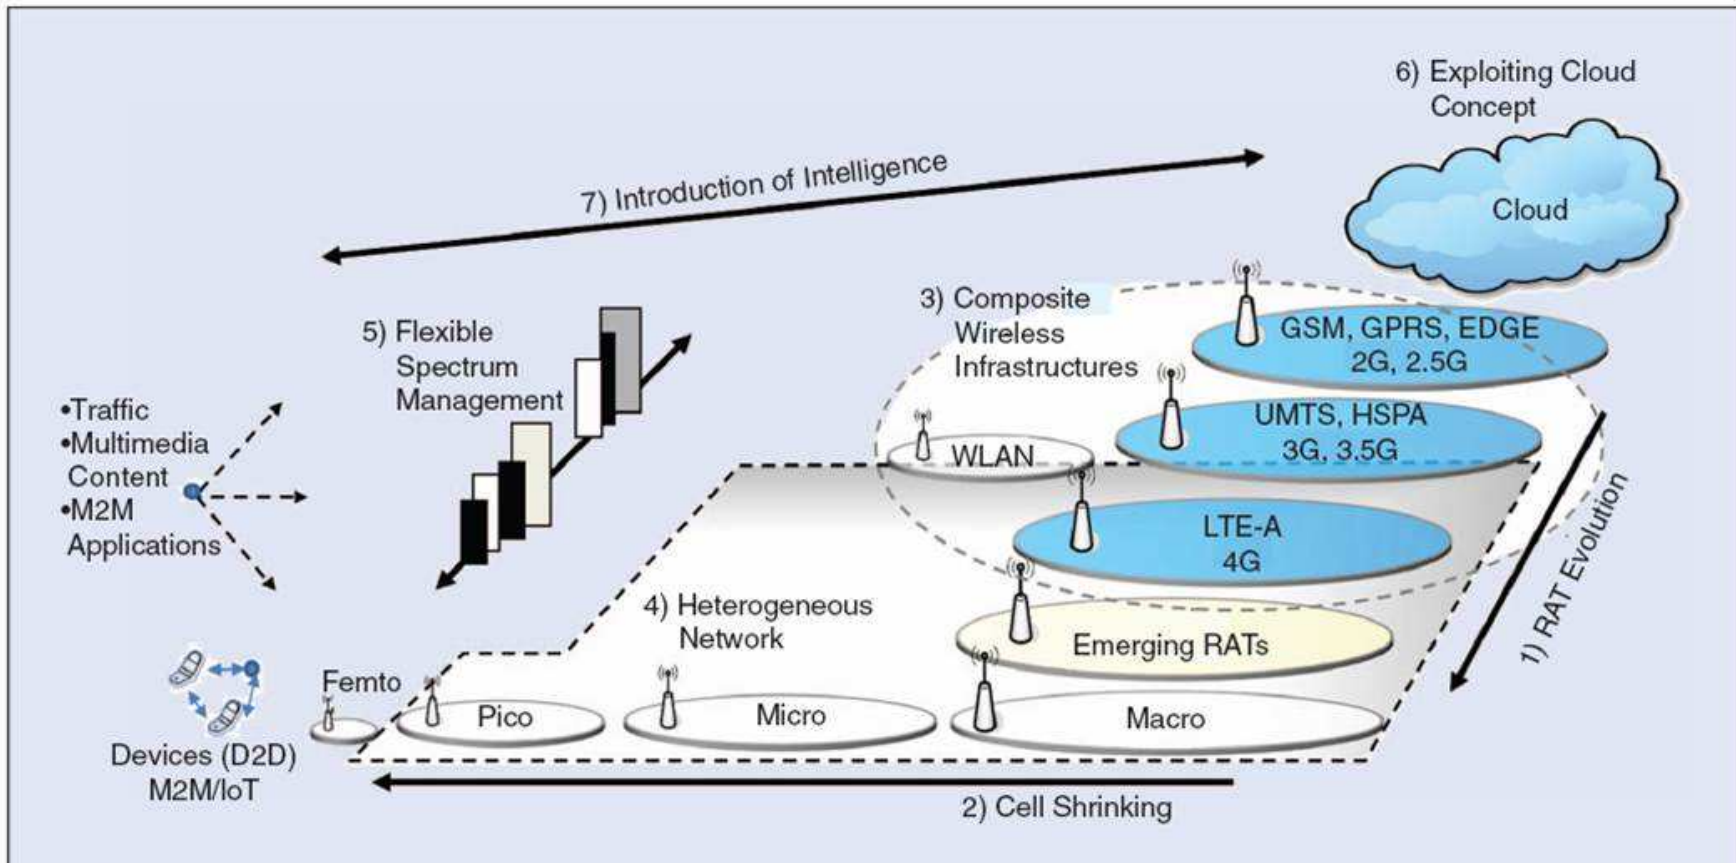 6) Exploiting Cloud
Concept
Cloud
7) Introduction of Intelligence
3) Composite
Wireless
Infrastructures
GSM, GPRS, EDGE
2G, 2.5G
5) Flexible
Spectrum
Management
UMTS, HSPA
3G, 3.5G
WLAN
•Traffic
•Multimedia
Content
•M2M
Applications
LTE-A
4G
1) RAT Evolution
4) Heterogeneous
Network
Emerging RATs
Femto
Pico
Micro
Macro
Devices (D2D)
M2M/IoT
2) Cell Shrinking